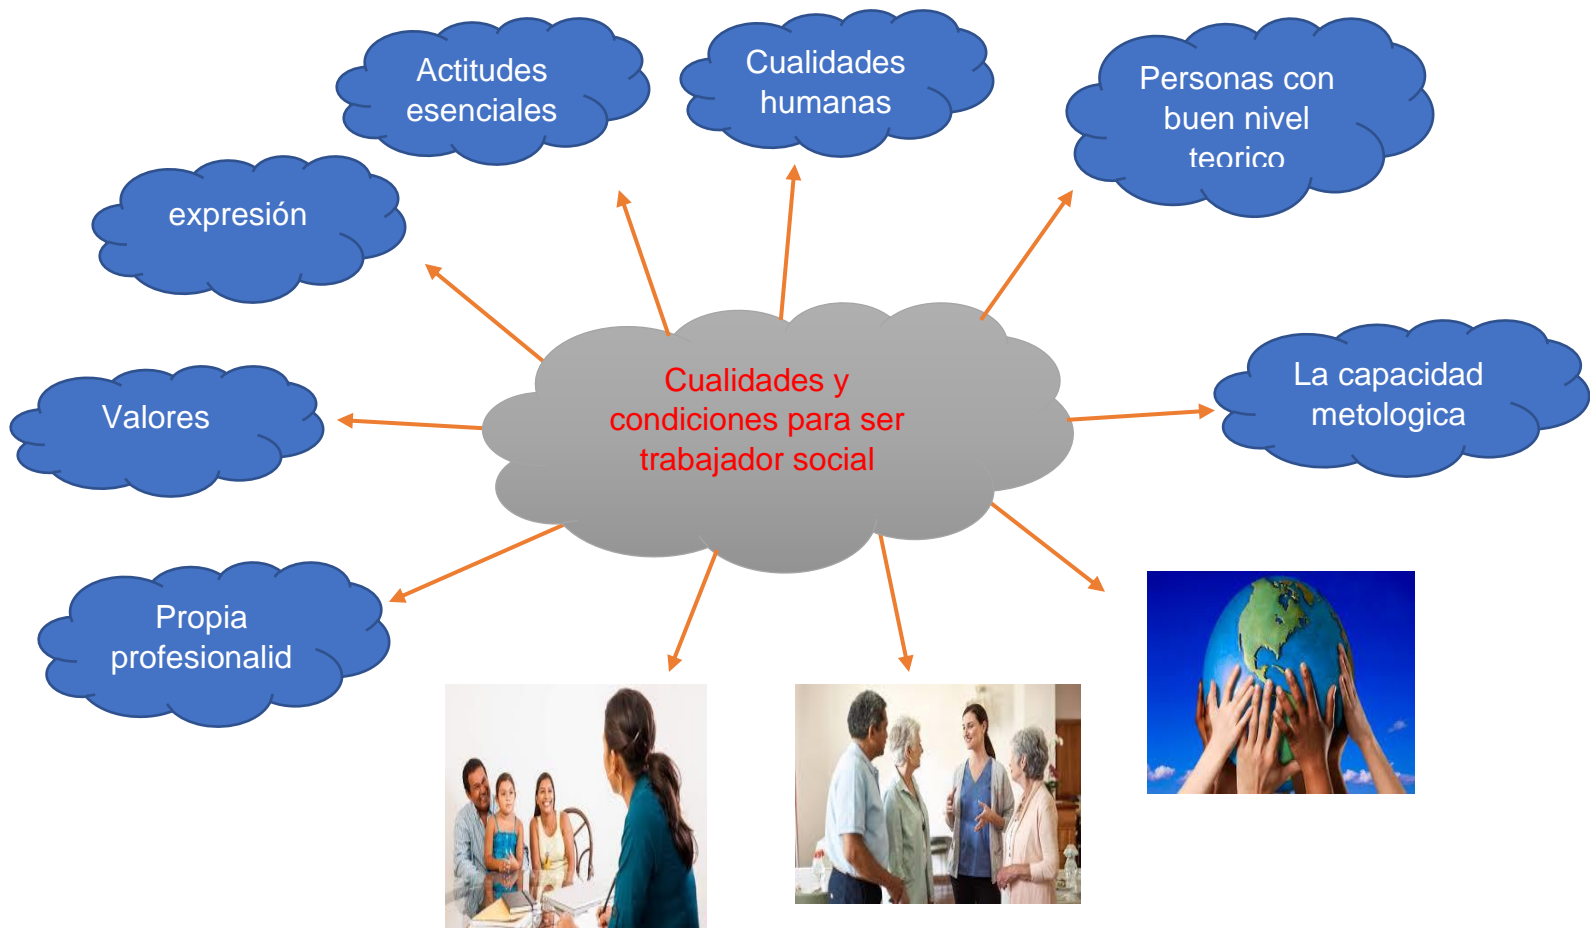 Actitudes
esenciales
Cualidades
humanas
Personas con
buen nivel
teorico
expresión
Cualidades y
condiciones para ser
trabajador social
La capacidad
metologica
Valores
Propia
profesionalid